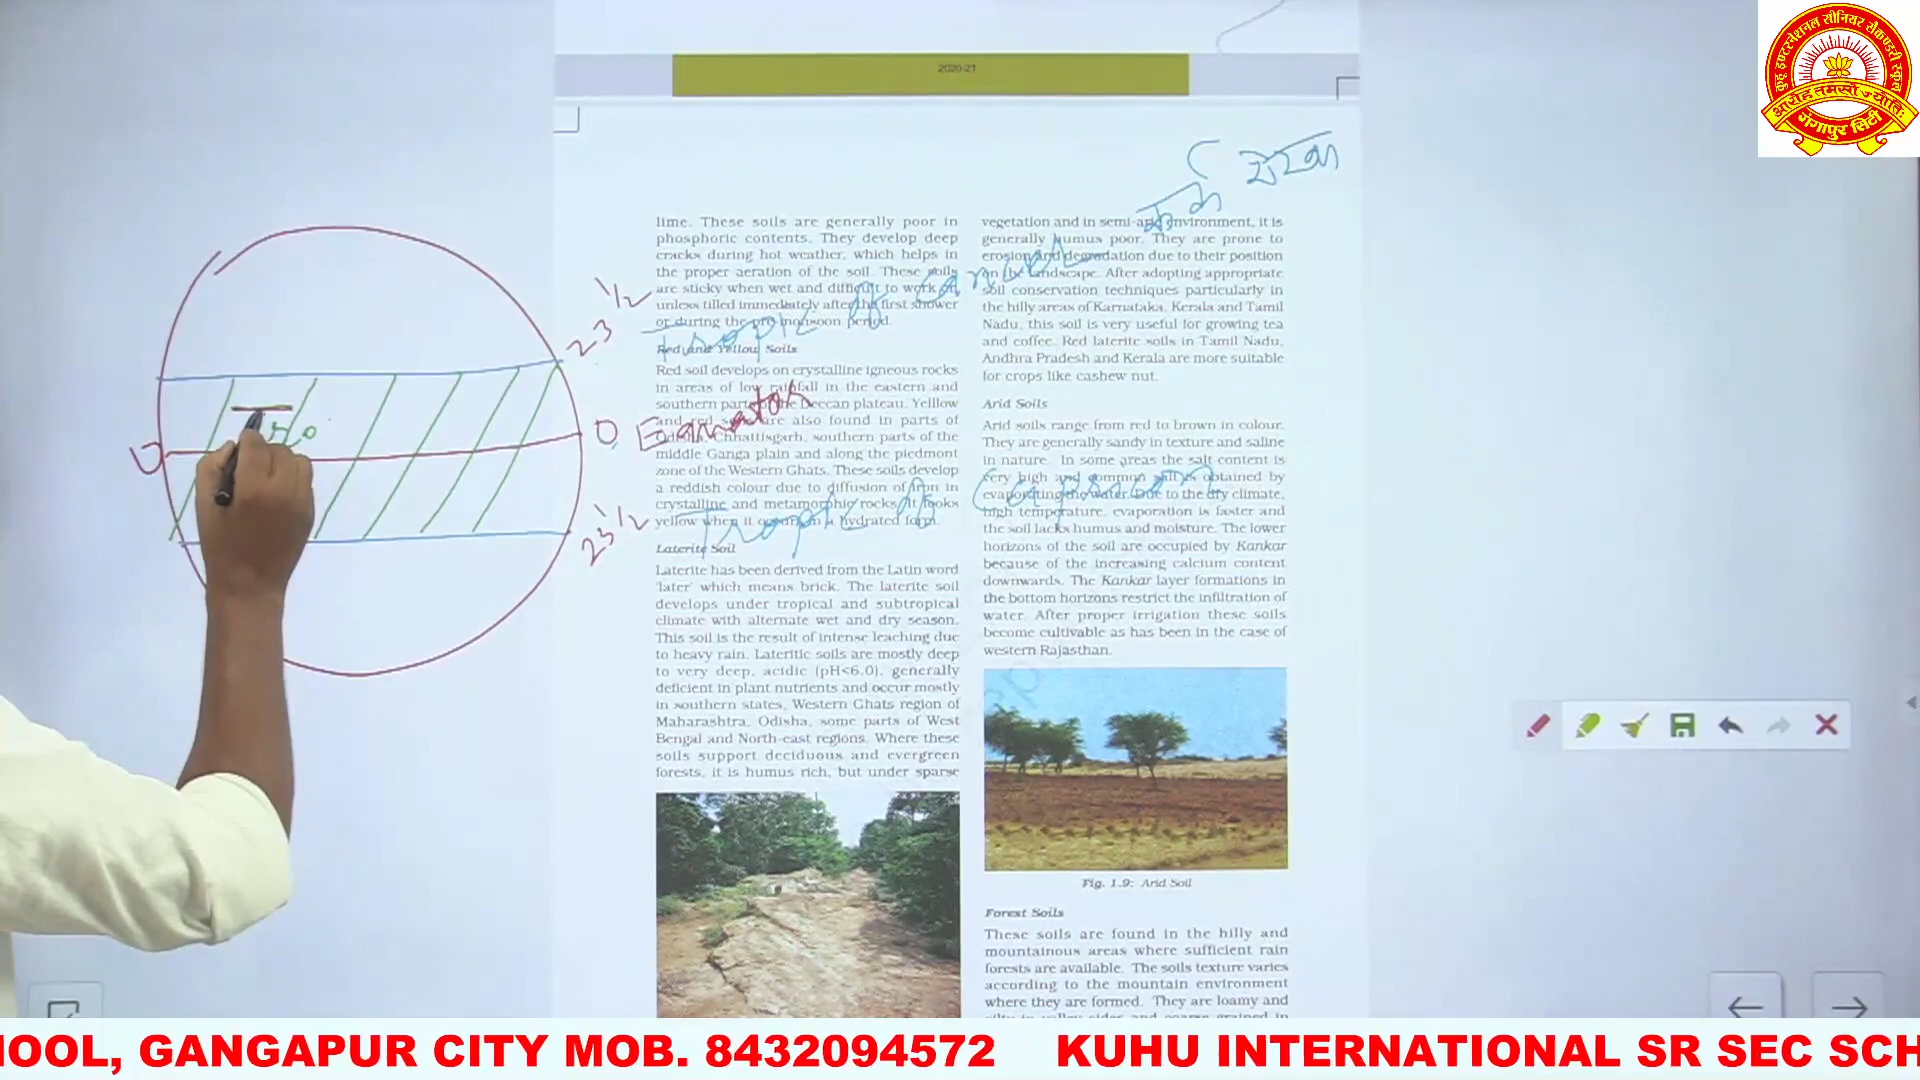 2020-21
कुहू इण्टरनेशनल सीनियर सैकण्डरी स्कूल
आरोह तमसो ज्योतिः
गंगापुर सिटी
lime. These soils are generally poor in
phosphoric contents. They develop deep
cracks during hot weather, which helps in
the proper aeration of the soil. These soils
are sticky when wet and difficult to work
unless tilled immediately after the first shower
or during the pre-monsoon period.
Red and Yellow Soils
Red soil develops on crystalline igneous rocks
in areas of low rainfall in the eastern and
southern parts of the Deccan plateau. Yelllow
and red soils are also found in parts of
Odisha, Chhattisgarh, southern parts of the
middle Ganga plain and along the piedmont
zone of the Western Ghats. These soils develop
a reddish colour due to diffusion of iron in
crystalline and metamorphic rocks. It looks
yellow when it occurs in a hydrated form.
Laterite Soil
Laterite has been derived from the Latin word
'later' which means brick. The laterite soil
develops under tropical and subtropical
climate with alternate wet and dry season.
This soil is the result of intense leaching due
to heavy rain. Lateritic soils are mostly deep
to very deep, acidic (pH<6.0), generally
deficient in plant nutrients and occur mostly
in southern states, Western Ghats region of
Maharashtra, Odisha, some parts of West
Bengal and North-east regions. Where these
soils support deciduous and evergreen
forests, it is humus rich, but under sparse
vegetation and in semi-arid environment, it is
generally humus poor. They are prone to
erosion and degradation due to their position
on the landscape. After adopting appropriate
soil conservation techniques particularly in
the hilly areas of Karnataka, Kerala and Tamil
Nadu, this soil is very useful for growing tea
and coffee. Red laterite soils in Tamil Nadu,
Andhra Pradesh and Kerala are more suitable
for crops like cashew nut.
Arid Soils
Arid soils range from red to brown in colour.
They are generally sandy in texture and saline
in nature. In some areas the salt content is
very high and common salt is obtained by
evaporating the water. Due to the dry climate,
high temperature, evaporation is faster and
the soil lacks humus and moisture. The lower
horizons of the soil are occupied by Kankar
because of the increasing calcium content
downwards. The Kankar layer formations in
the bottom horizons restrict the infiltration of
water. After proper irrigation these soils
become cultivable as has been in the case of
western Rajasthan.
Fig. 1.9: Arid Soil
Forest Soils
These soils are found in the hilly and
mountainous areas where sufficient rain
forests are available. The soils texture varies
according to the mountain environment
where they are formed. They are loamy and
23 1/2
Tropic of Cancer कर्क रेखा
0 Equator
0
23 1/2
Tropic of Capricon
HOOL, GANGAPUR CITY MOB. 8432094572 KUHU INTERNATIONAL SR SEC SCH